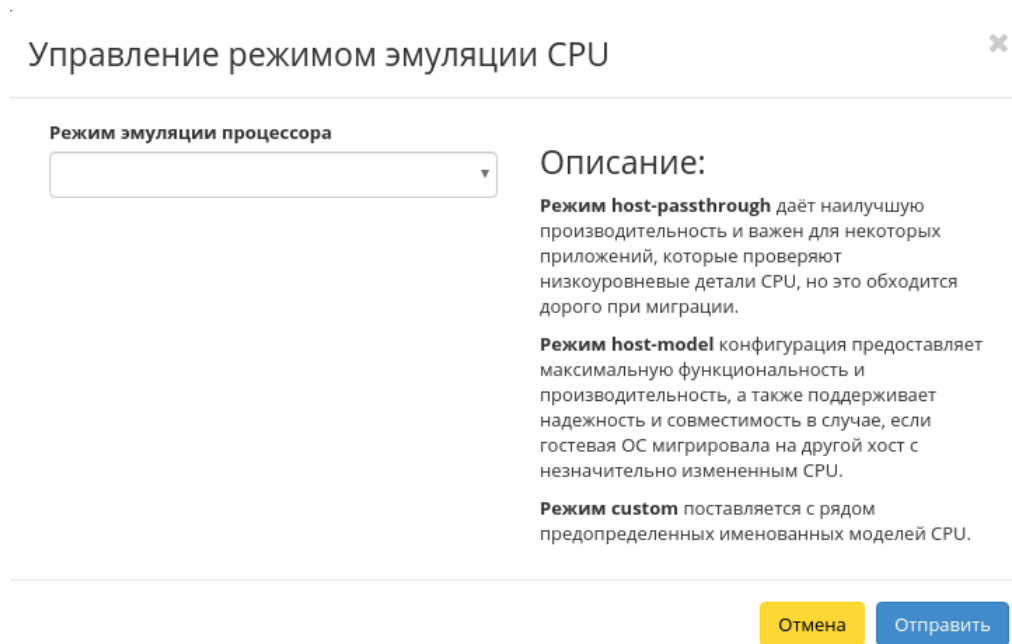 Управление режимом эмуляции CPU
Режим эмуляции процессора
Описание:
Режим host-passthrough даёт наилучшую
производительность и важен для некоторых
приложений, которые проверяют
низкоуровневые детали CPU, но это обходится
дорого при миграции.
Режим host-model конфигурация предоставляет
максимальную функциональность и
производительность, а также поддерживает
надежность и совместимость в случае, если
гостевая ОС мигрировала на другой хост с
незначительно измененным CPU.
Режим custom поставляется с рядом
предопределенных именованных моделей CPU.
Отмена
Отправить